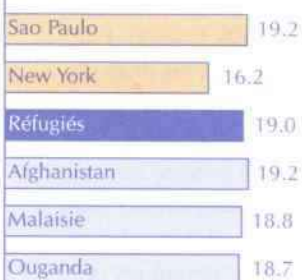 Sao Paulo 19.2
New York 16.2
Réfugiés 19.0
Afghanistan 19.2
Malaisie 18.8
Ouganda 18.7